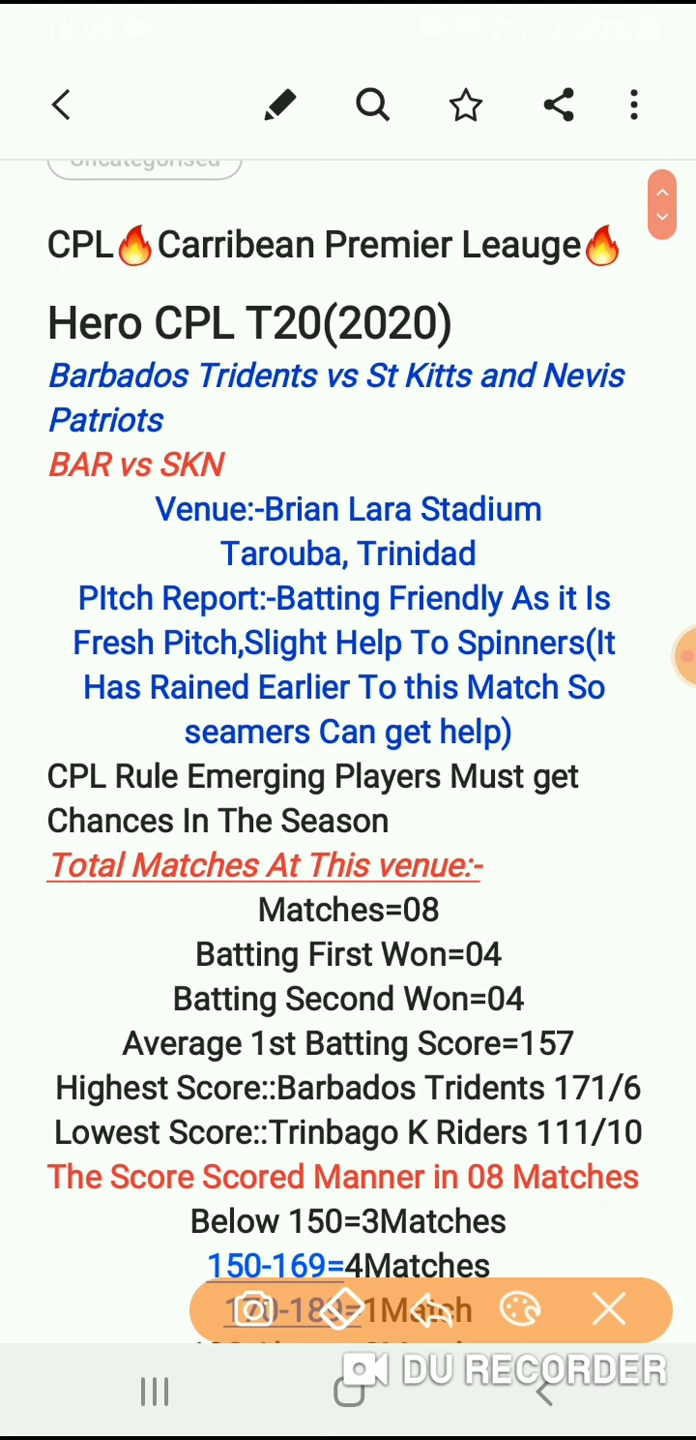 Uncategorised
CPL🔥Carribean Premier Leauge🔥
Hero CPL T20(2020)
Barbados Tridents vs St Kitts and Nevis
Patriots
BAR vs SKN
Venue:-Brian Lara Stadium
Tarouba, Trinidad
PItch Report:-Batting Friendly As it Is
Fresh Pitch,Slight Help To Spinners(It
Has Rained Earlier To this Match So
seamers Can get help)
CPL Rule Emerging Players Must get
Chances In The Season
Total Matches At This venue:-
Matches=08
Batting First Won=04
Batting Second Won=04
Average 1st Batting Score=157
Highest Score::Barbados Tridents 171/6
Lowest Score::Trinbago K Riders 111/10
The Score Scored Manner in 08 Matches
Below 150=3Matches
150-169=4Matches
170-189=1Match
DU RECORDER